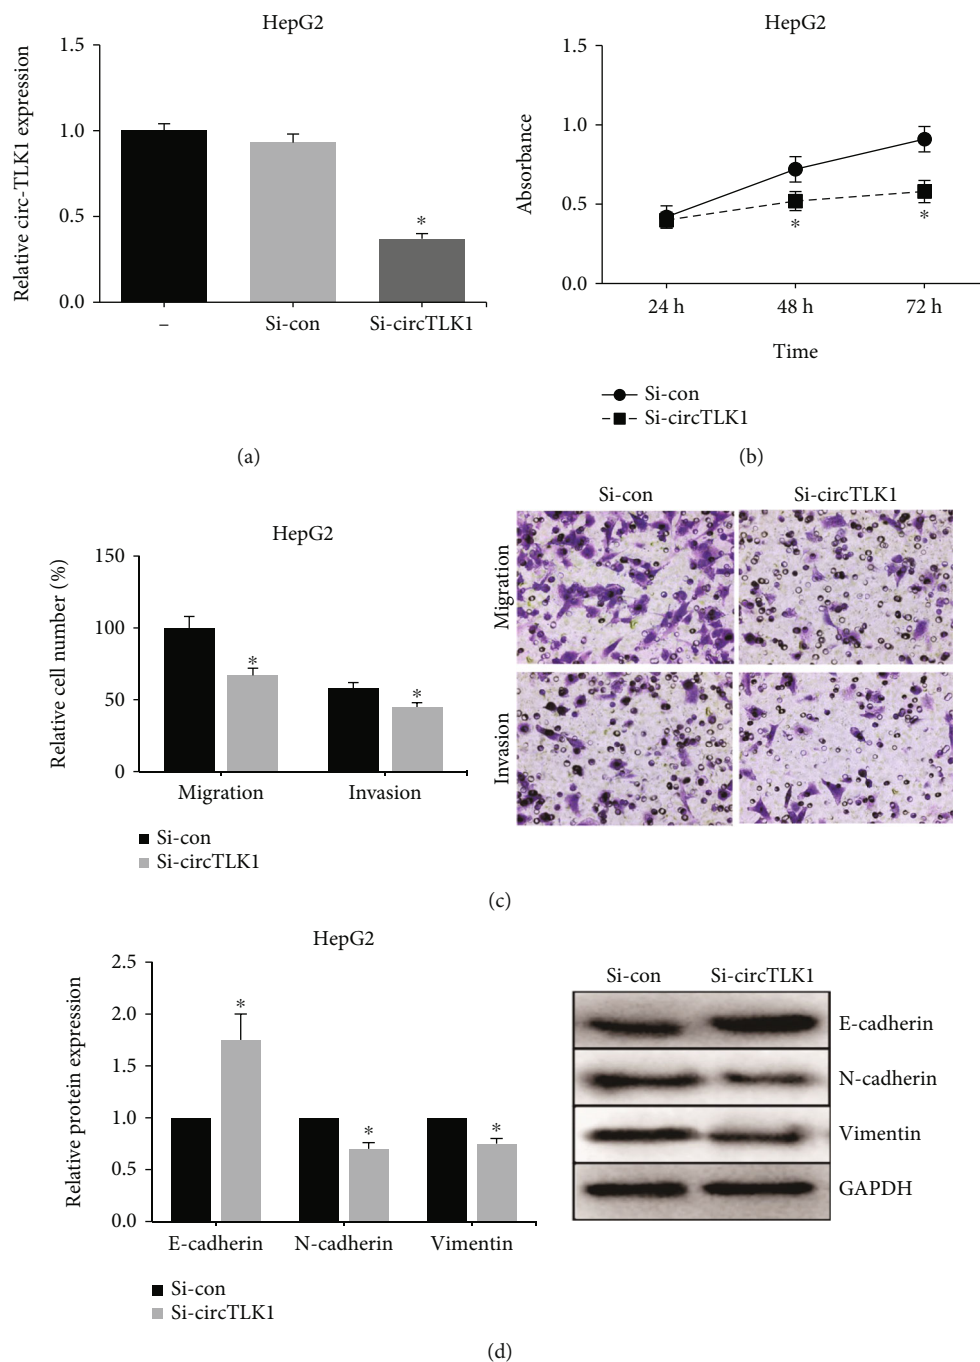 HepG2
Relative circ-TLK1 expression
1.5
1.0
0.5
0.0
*
–
Si-con
Si-circTLK1
(a)
HepG2
Absorbance
1.5
1.0
0.5
0.0
*
*
24 h
48 h
72 h
Time
Si-con
Si-circTLK1
(b)
HepG2
Relative cell number (%)
150
100
50
0
*
*
Migration
Invasion
Si-con
Si-circTLK1
Si-con
Si-circTLK1
Migration
Invasion
(c)
HepG2
Relative protein expression
2.5
2.0
1.5
1.0
0.5
0.0
*
*
*
E-cadherin
N-cadherin
Vimentin
Si-con
Si-circTLK1
Si-con
Si-circTLK1
E-cadherin
N-cadherin
Vimentin
GAPDH
(d)